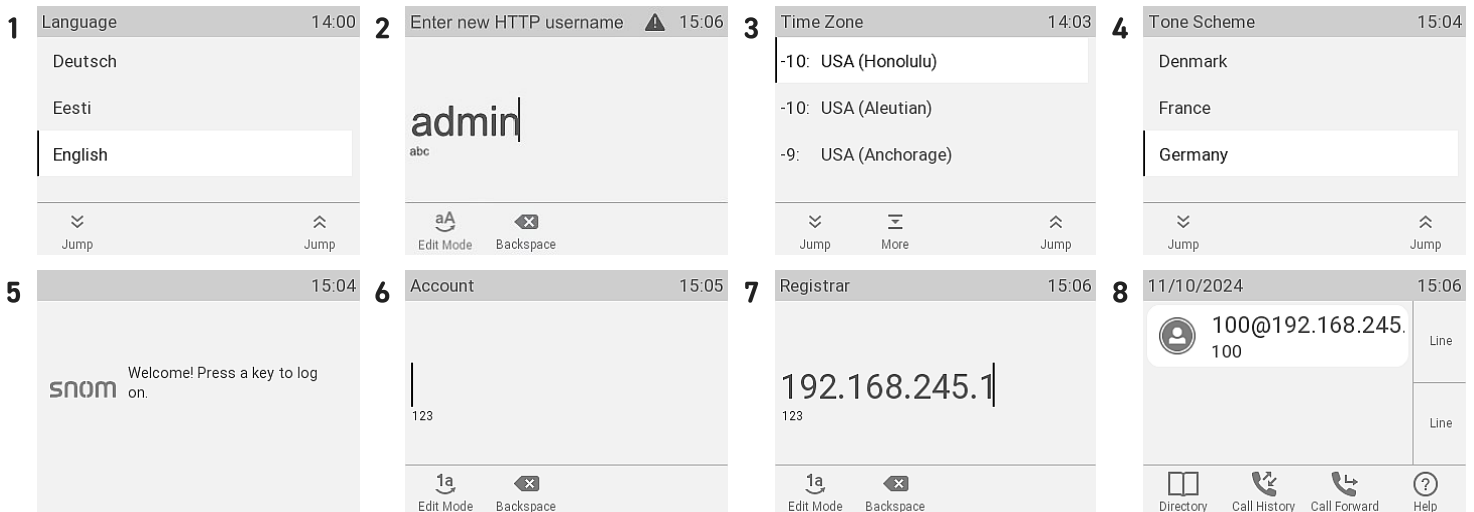 1
Language 14:00
Deutsch
Eesti
English
Jump Jump
2
Enter new HTTP username 15:06
admin
abc
aA
Edit Mode Backspace
3
Time Zone 14:03
-10: USA (Honolulu)
-10: USA (Aleutian)
-9: USA (Anchorage)
Jump More Jump
4
Tone Scheme 15:04
Denmark
France
Germany
Jump Jump
5
15:04
snom
Welcome! Press a key to log
on.
6
Account 15:05
123
1a
Edit Mode Backspace
7
Registrar 15:06
192.168.245.1
123
1a
Edit Mode Backspace
8
11/10/2024 15:06
100@192.168.245.
100
Line
Line
Directory Call History Call Forward Help